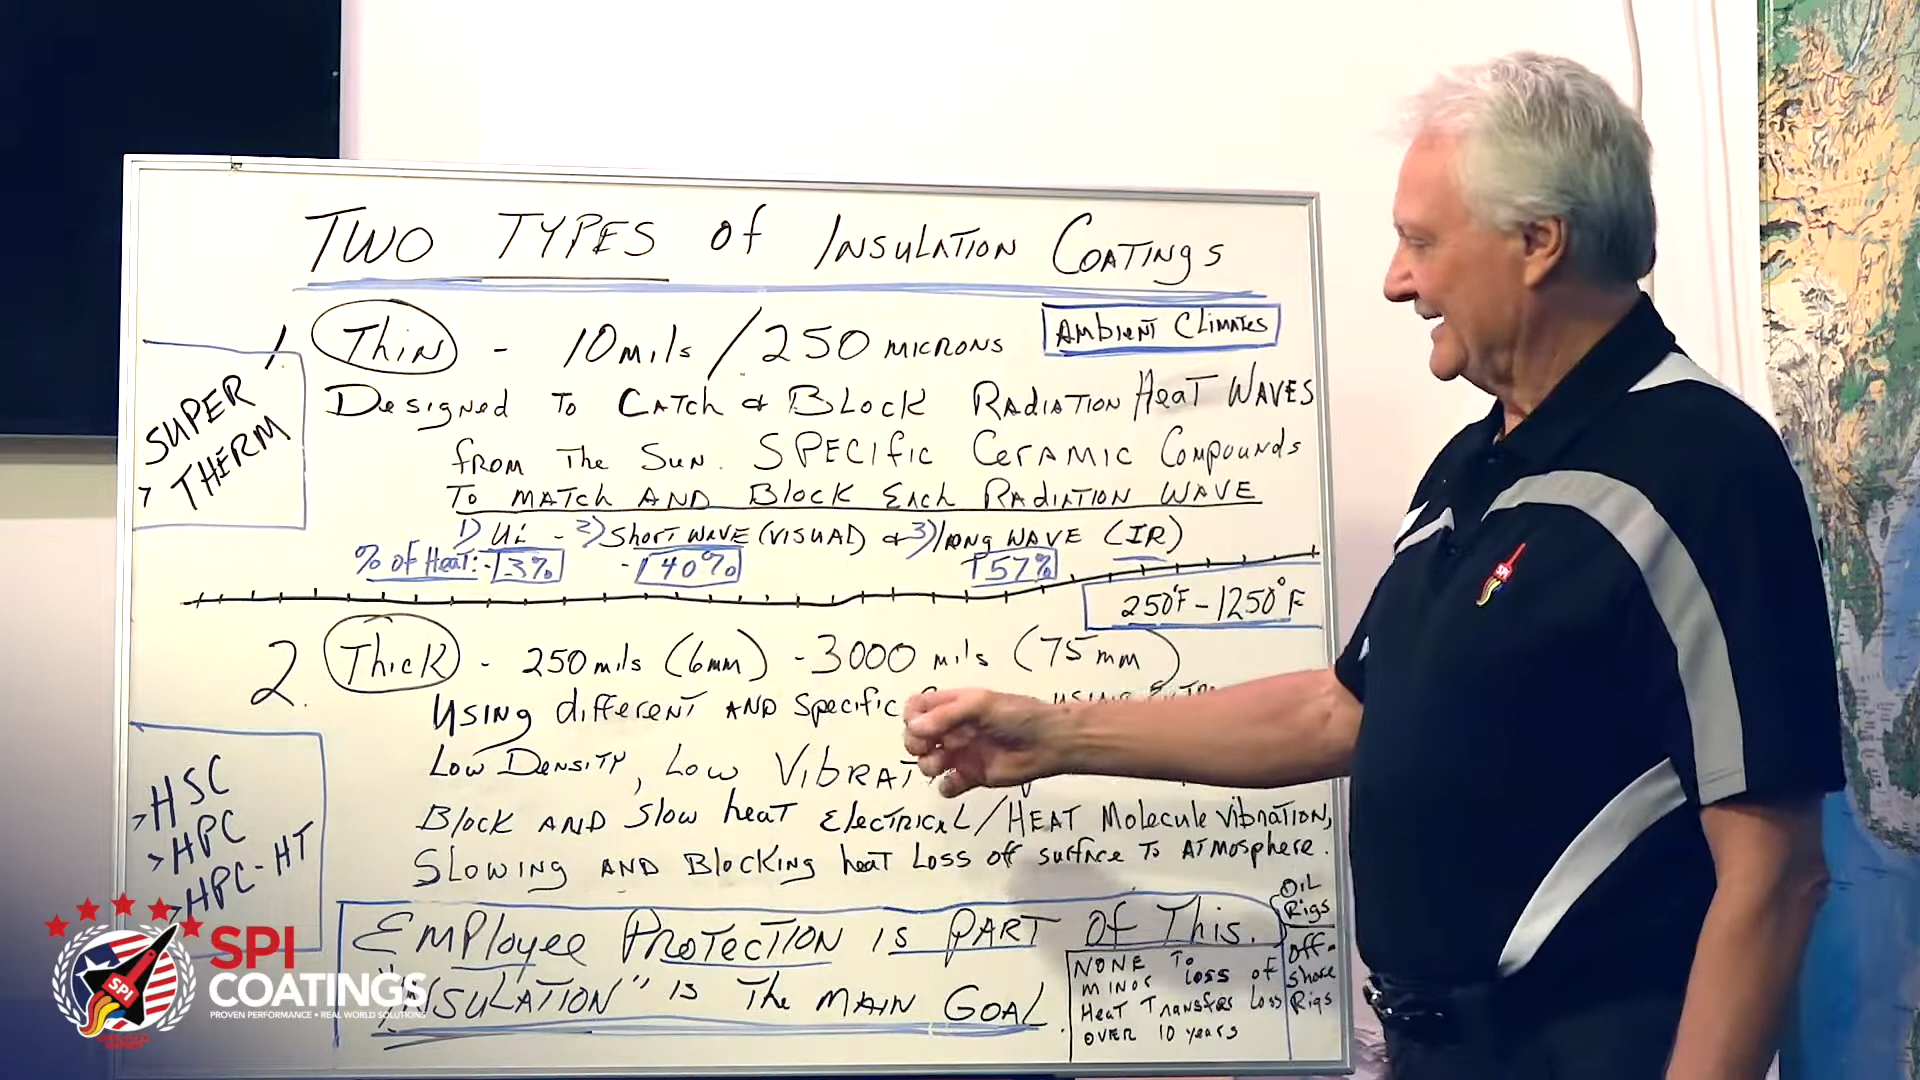 TWO TYPES of INSULATION COATINGS
1. Thin - 10 mils / 250 MICRONS
AMBIENT CLIMATES
SUPER
> THERM
DESIGNED TO CATCH & BLOCK RADIATION HEAT WAVES
FROM THE SUN. SPECIFIC CERAMIC COMPOUNDS
TO MATCH AND BLOCK EACH RADIATION WAVE
1) UV - 2) SHORT WAVE (VISUAL) & 3) long WAVE (IR)
% of HEAT: - 3% - 40% 57%
250°F - 1250°F
2. Thick - 250 mils (6mm) - 3000 mils (75 mm)
USING different AND SPECIFIC USING
LOW DENSITY, LOW
Block AND Slow heat ElectRICAL/HEAT Molecule vibration,
SLOWING AND BLOCKING heat Loss off surface TO ATMOSPHERE.
> HSC
> HPC
> HPC-HT
EMPloyee PROTECTION IS PART Of This.
"INSULATION" IS The MAIN GOAL.
NONE TO
MINOR LOSS OF
HEAT TRANSFER LOSS
OVER 10 years
OIL
Rigs
Off-
Shore
Rigs
SPI
SPI
SPI
COATINGS
PROVEN PERFORMANCE • REAL WORLD SOLUTIONS